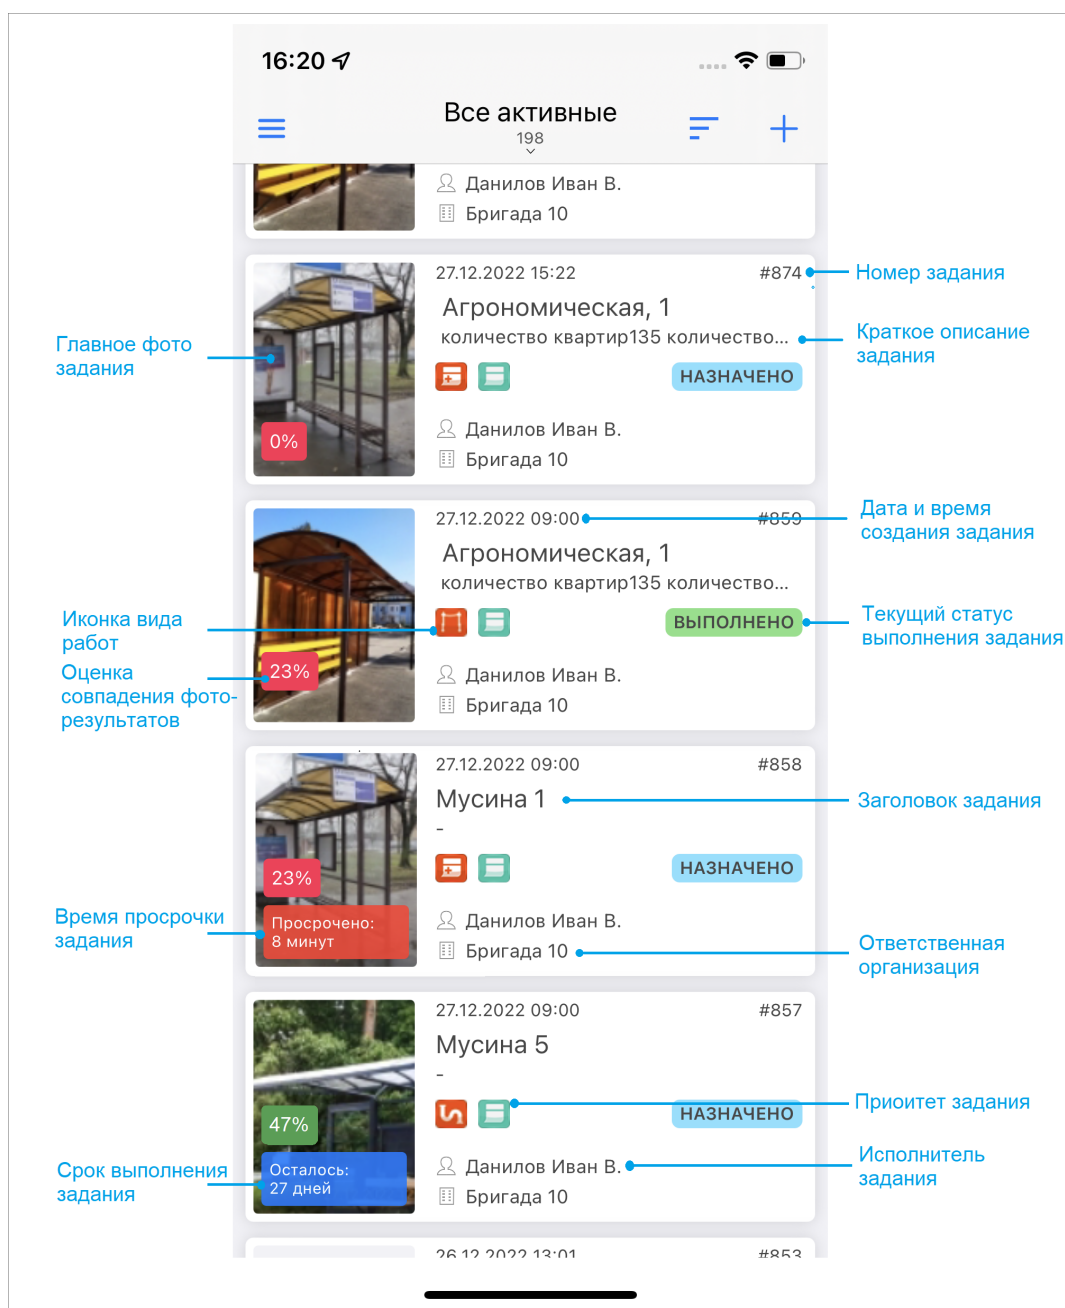 16:20
Все активные
198
Данилов Иван В.
Бригада 10
27.12.2022 15:22
#874
Номер задания
Агрономическая, 1
количество квартир135 количество...
Краткое описание
задания
Главное фото
задания
НАЗНАЧЕНО
0%
Данилов Иван В.
Бригада 10
27.12.2022 09:00
#859
Дата и время
создания задания
Агрономическая, 1
количество квартир135 количество...
Иконка вида
работ
ВЫПОЛНЕНО
Текущий статус
выполнения задания
Оценка
совпадения фото-
результатов
23%
Данилов Иван В.
Бригада 10
27.12.2022 09:00
#858
Мусина 1
Заголовок задания
-
НАЗНАЧЕНО
23%
Время просрочки
задания
Просрочено:
8 минут
Данилов Иван В.
Бригада 10
Ответственная
организация
27.12.2022 09:00
#857
Мусина 5
-
НАЗНАЧЕНО
Приоитет задания
47%
Срок выполнения
задания
Осталось:
27 дней
Данилов Иван В.
Бригада 10
Исполнитель
задания
26.12.2022 13:01
#853